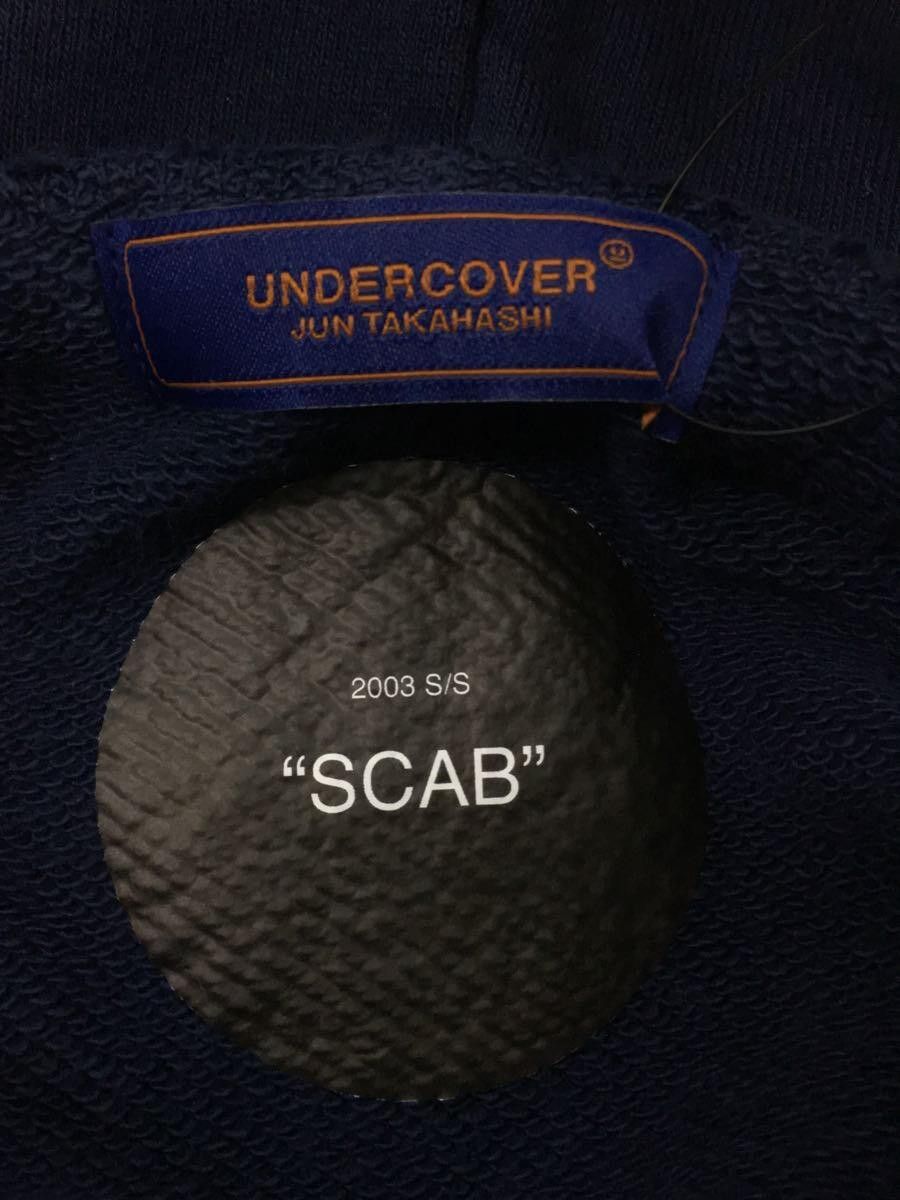 UNDERCOVER
JUN TAKAHASHI
2003 S/S
“SCAB”